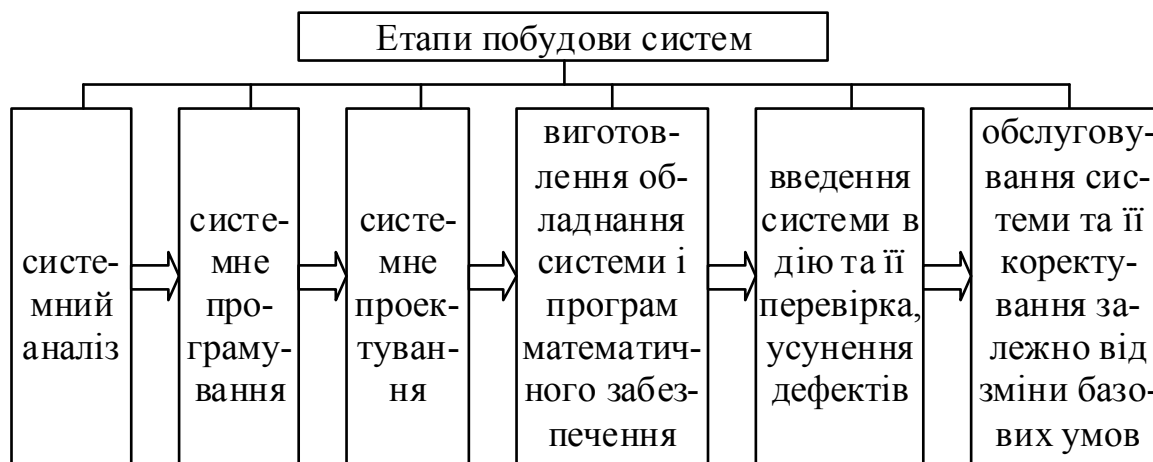 Етапи побудови систем
систе-
мний
аналіз
систе-
мне
про-
граму-
вання
систе-
мне
проек-
туван-
ня
виготов-
лення об-
ладнання
системи і
програм
математич-
ного забез-
печення
введення
системи в
дію та її
перевірка,
усунення
дефектів
обслугову-
вання сис-
теми та її
коректу-
вання за-
лежно від
зміни базо-
вих умов